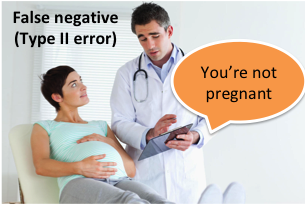 False negative
(Type II error)
You're not
pregnant